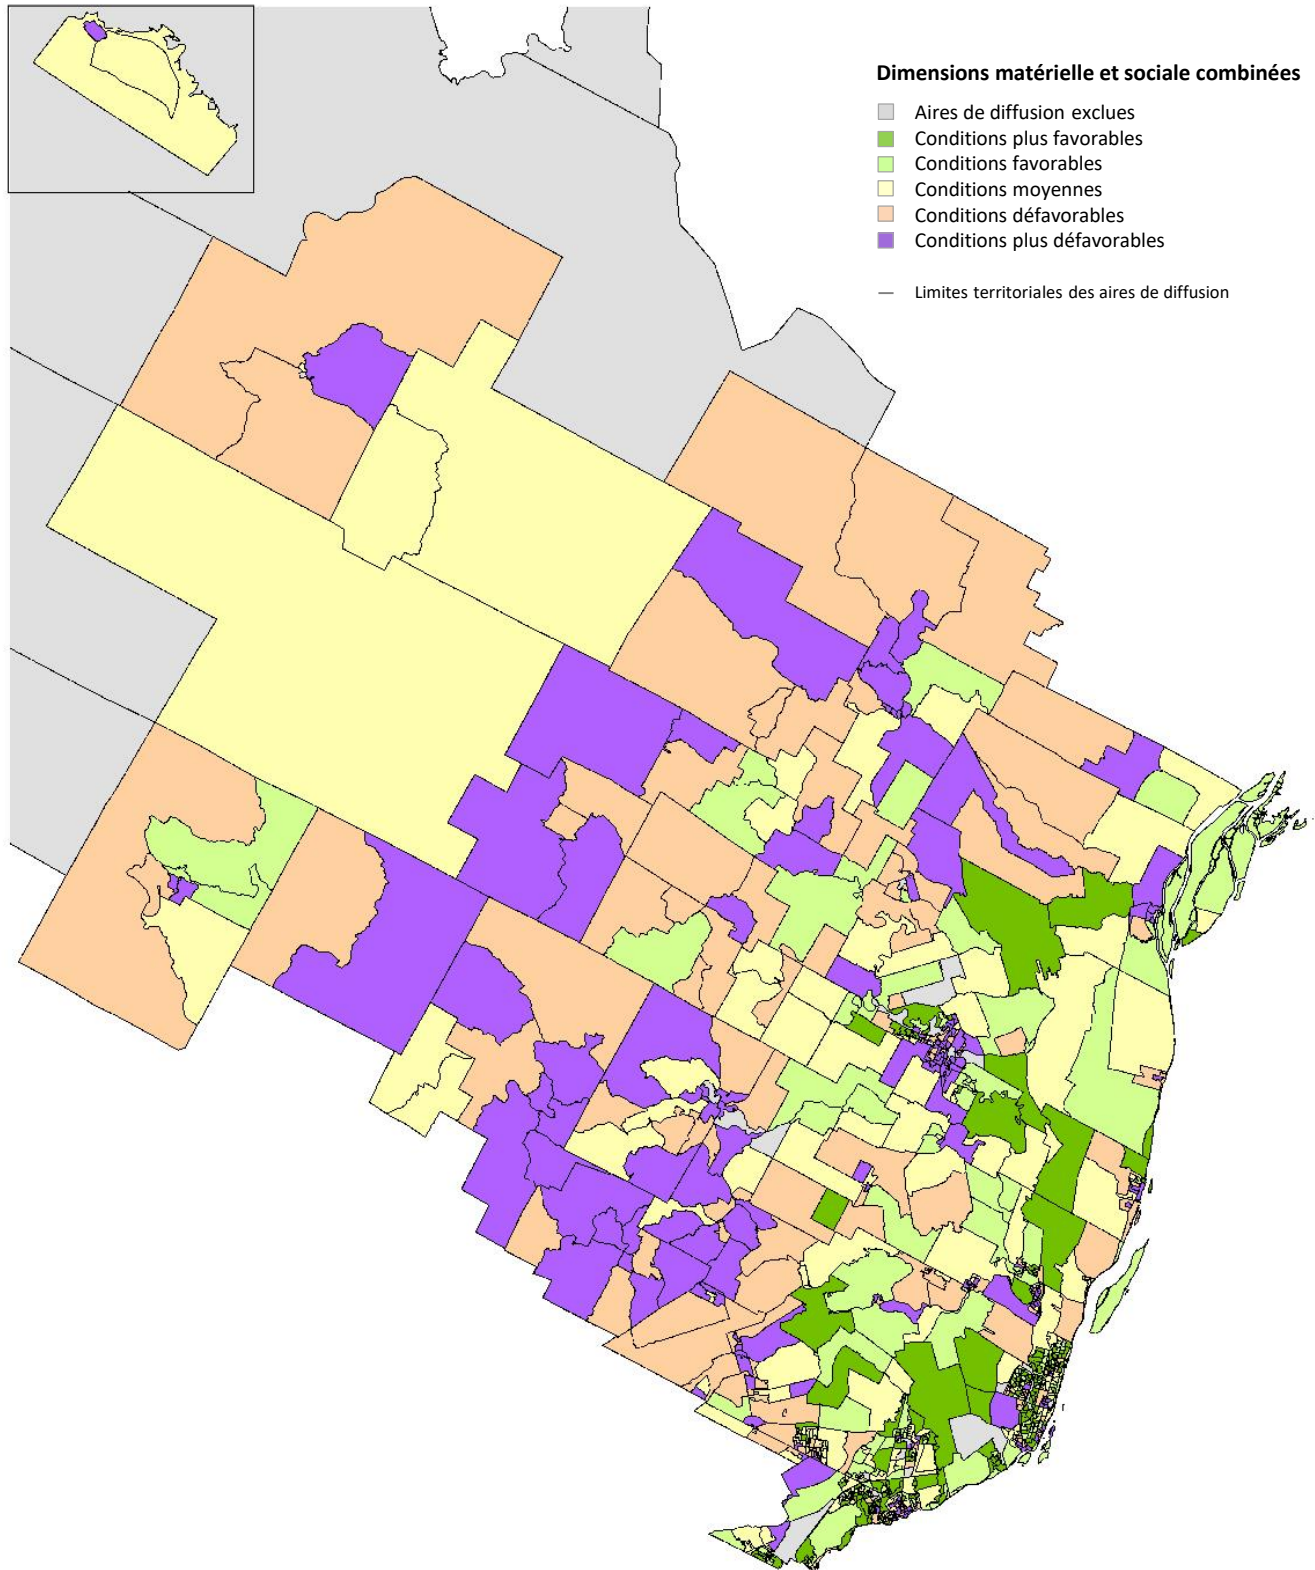 Dimensions matérielle et sociale combinées
Aires de diffusion exclues
Conditions plus favorables
Conditions favorables
Conditions moyennes
Conditions défavorables
Conditions plus défavorables
Limites territoriales des aires de diffusion